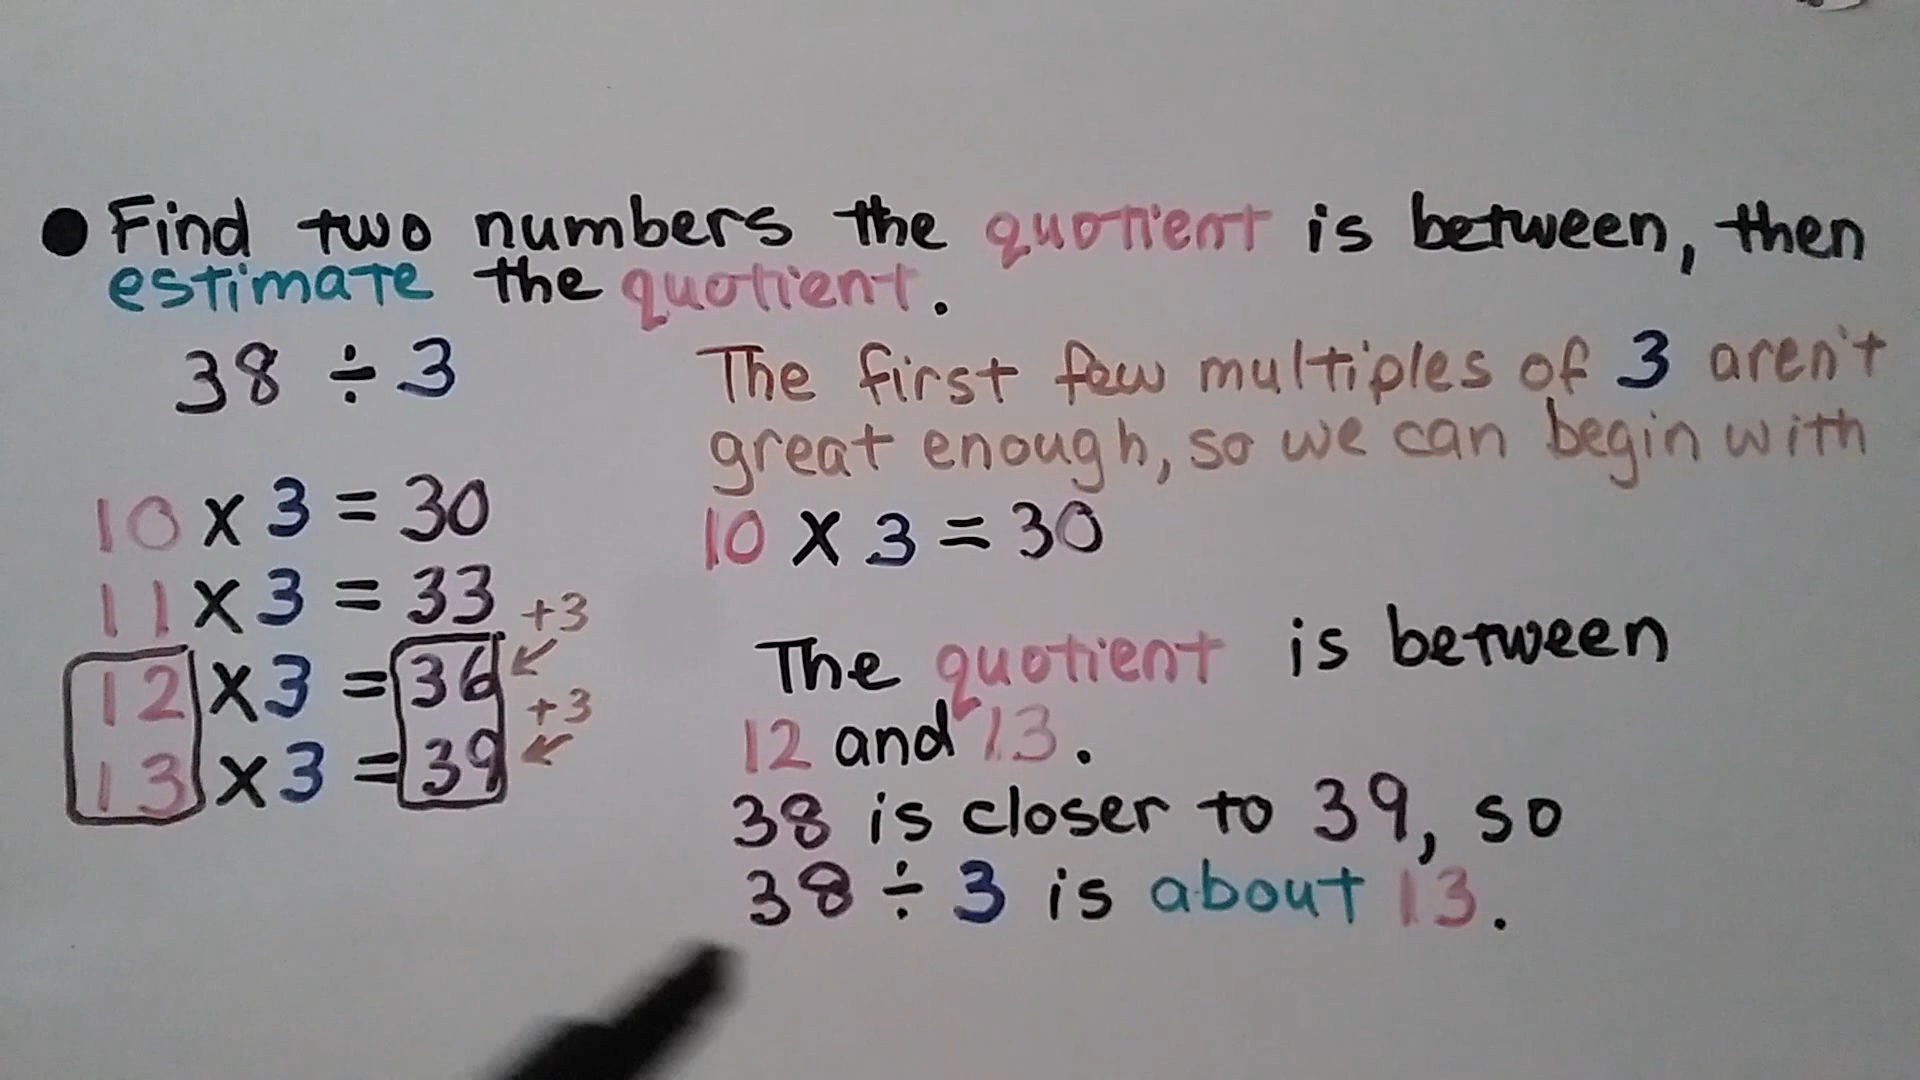 ● Find two numbers the quotient is between, then
estimate the quotient.
38 ÷ 3
10 x 3 = 30
11 x 3 = 33
+3
12 x 3 = 36
+3
13 x 3 = 39
The first few multiples of 3 aren't
great enough, so we can begin with
10 x 3 = 30
The quotient is between
12 and 13.
38 is closer to 39, so
38 ÷ 3 is about 13.